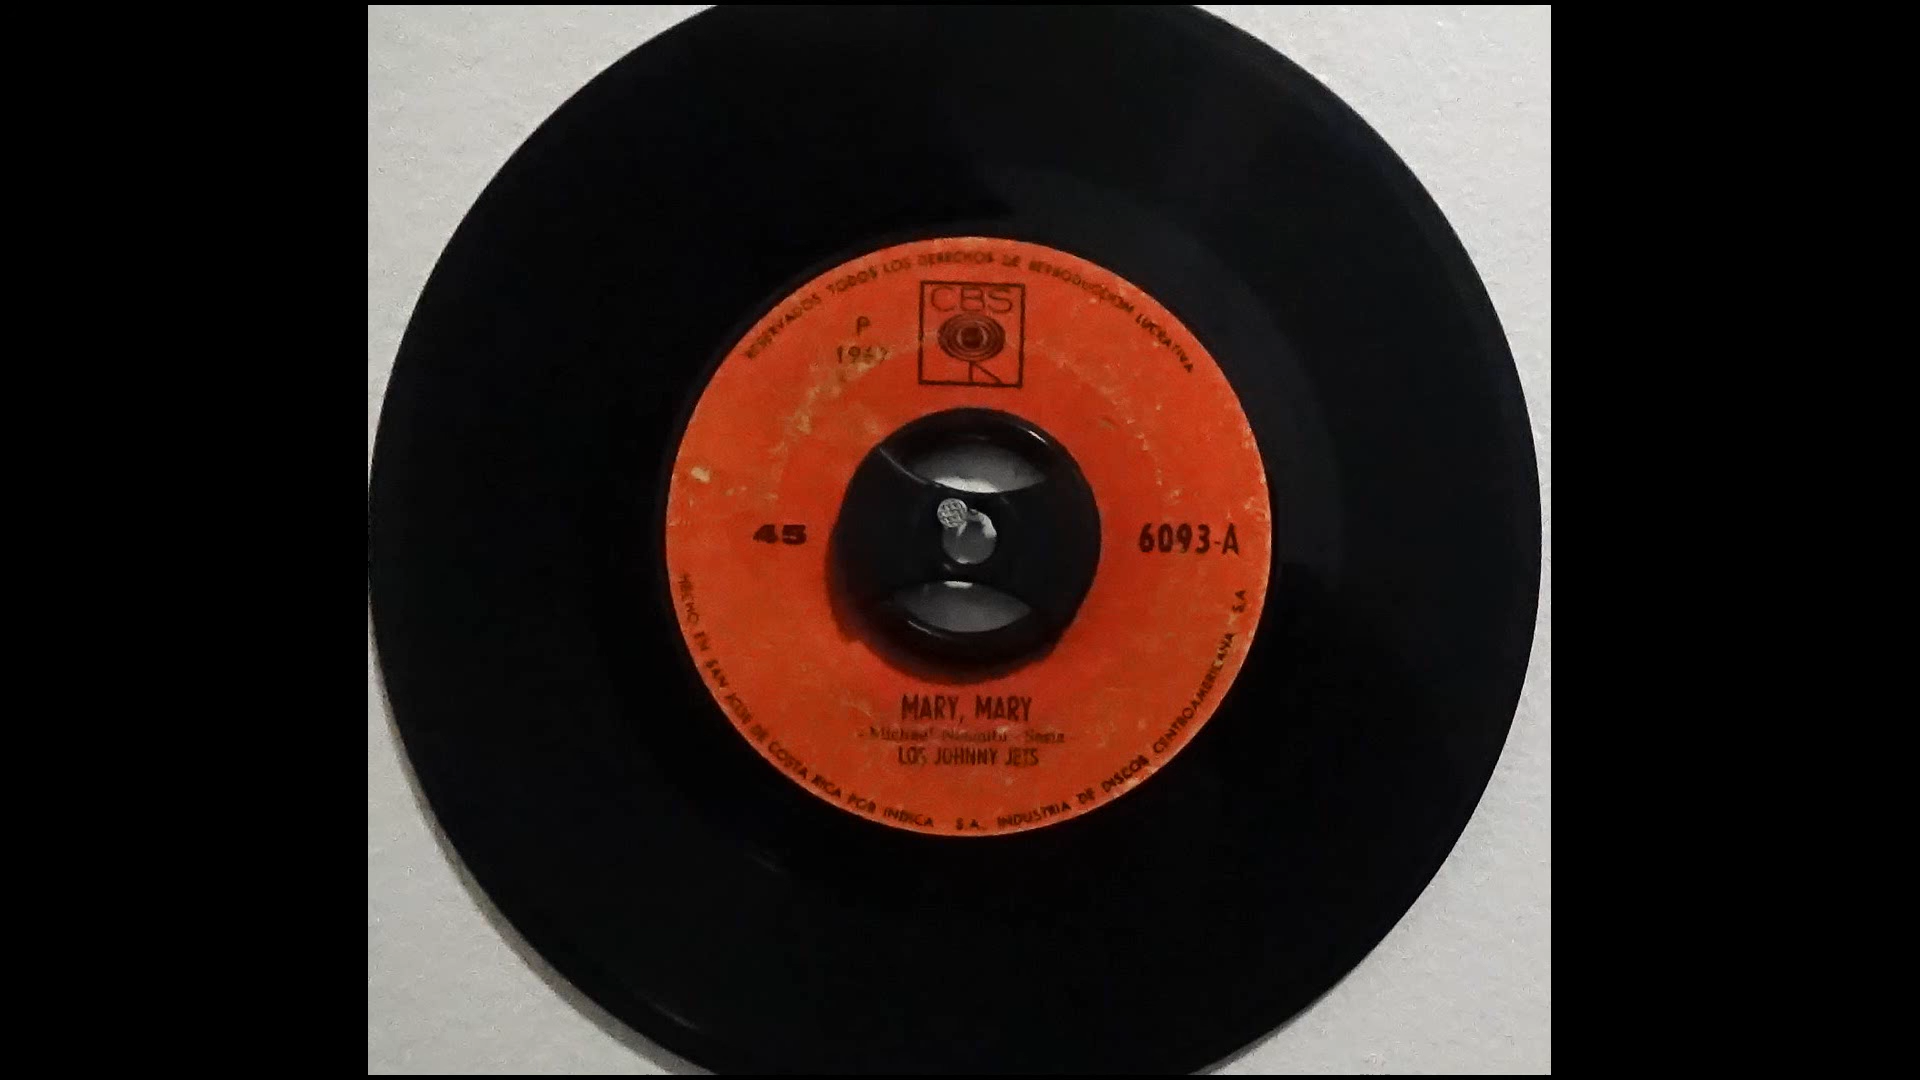 RESERVADOS TODOS LOS DERECHOS DE REPRODUCCION LUCRATIVA
CBS
P
1967
45
6093-A
MARY, MARY
LOS JOHNNY JETS
HECHO EN SAN JOSE DE COSTA RICA POR INDICA S.A. INDUSTRIA DE DISCOS CENTROAMERICANA S.A